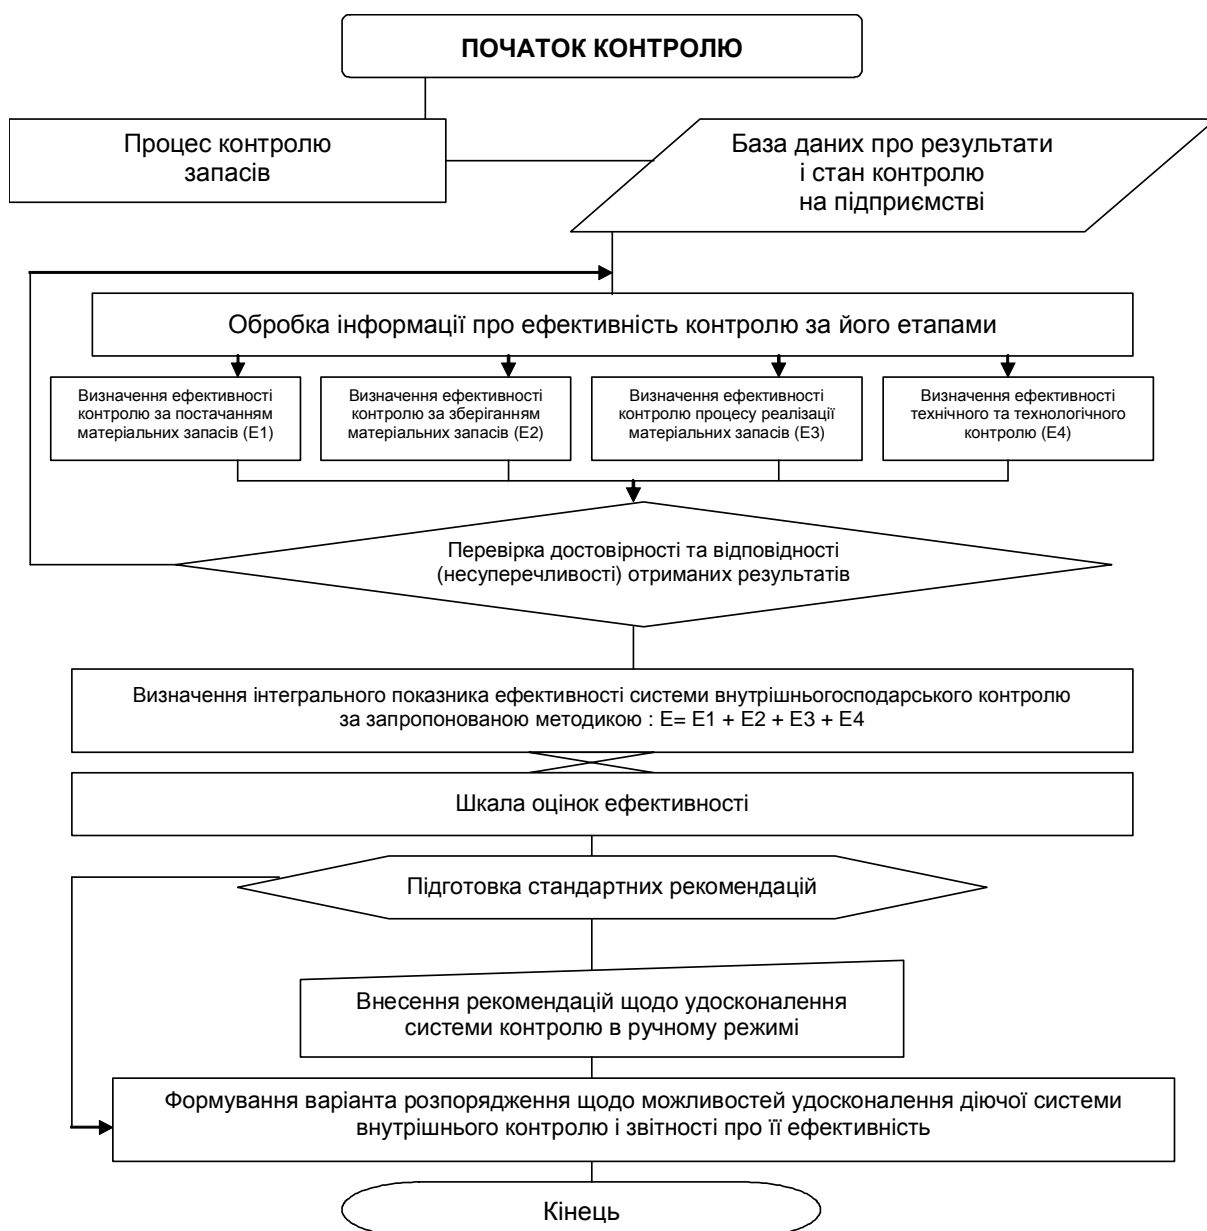 ПОЧАТОК КОНТРОЛЮ
Процес контролю
запасів
База даних про результати
і стан контролю
на підприємстві
Обробка інформації про ефективність контролю за його етапами
Визначення ефективності
контролю за постачанням
матеріальних запасів (Е1)
Визначення ефективності
контролю за зберіганням
матеріальних запасів (Е2)
Визначення ефективності
контролю процесу реалізації
матеріальних запасів (Е3)
Визначення ефективності
технічного та технологічного
контролю (Е4)
Перевірка достовірності та відповідності
(несуперечливості) отриманих результатів
Визначення інтегрального показника ефективності системи внутрішньогосподарського контролю
за запропонованою методикою : Е= Е1 + Е2 + Е3 + Е4
Шкала оцінок ефективності
Підготовка стандартних рекомендацій
Внесення рекомендацій щодо удосконалення
системи контролю в ручному режимі
Формування варіанта розпорядження щодо можливостей удосконалення діючої системи
внутрішнього контролю і звітності про її ефективність
Кінець